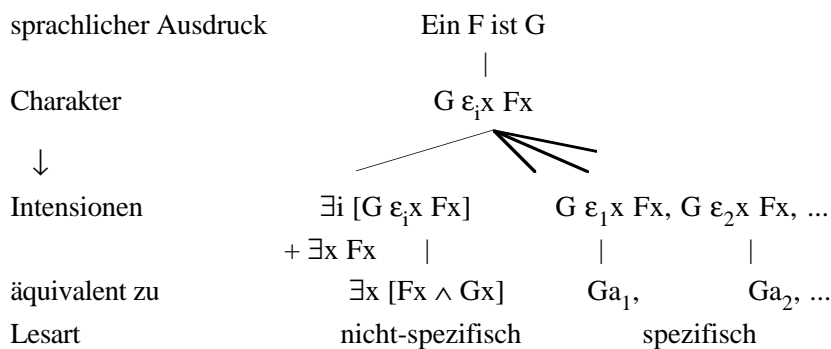 sprachlicher Ausdruck Ein F ist G
|
Charakter G εᵢx Fx
↓
Intensionen ∃i [G εᵢx Fx] G ε₁x Fx, G ε₂x Fx, ...
+ ∃x Fx | | |
äquivalent zu ∃x [Fx ∧ Gx] Ga₁, Ga₂, ...
Lesart nicht-spezifisch spezifisch